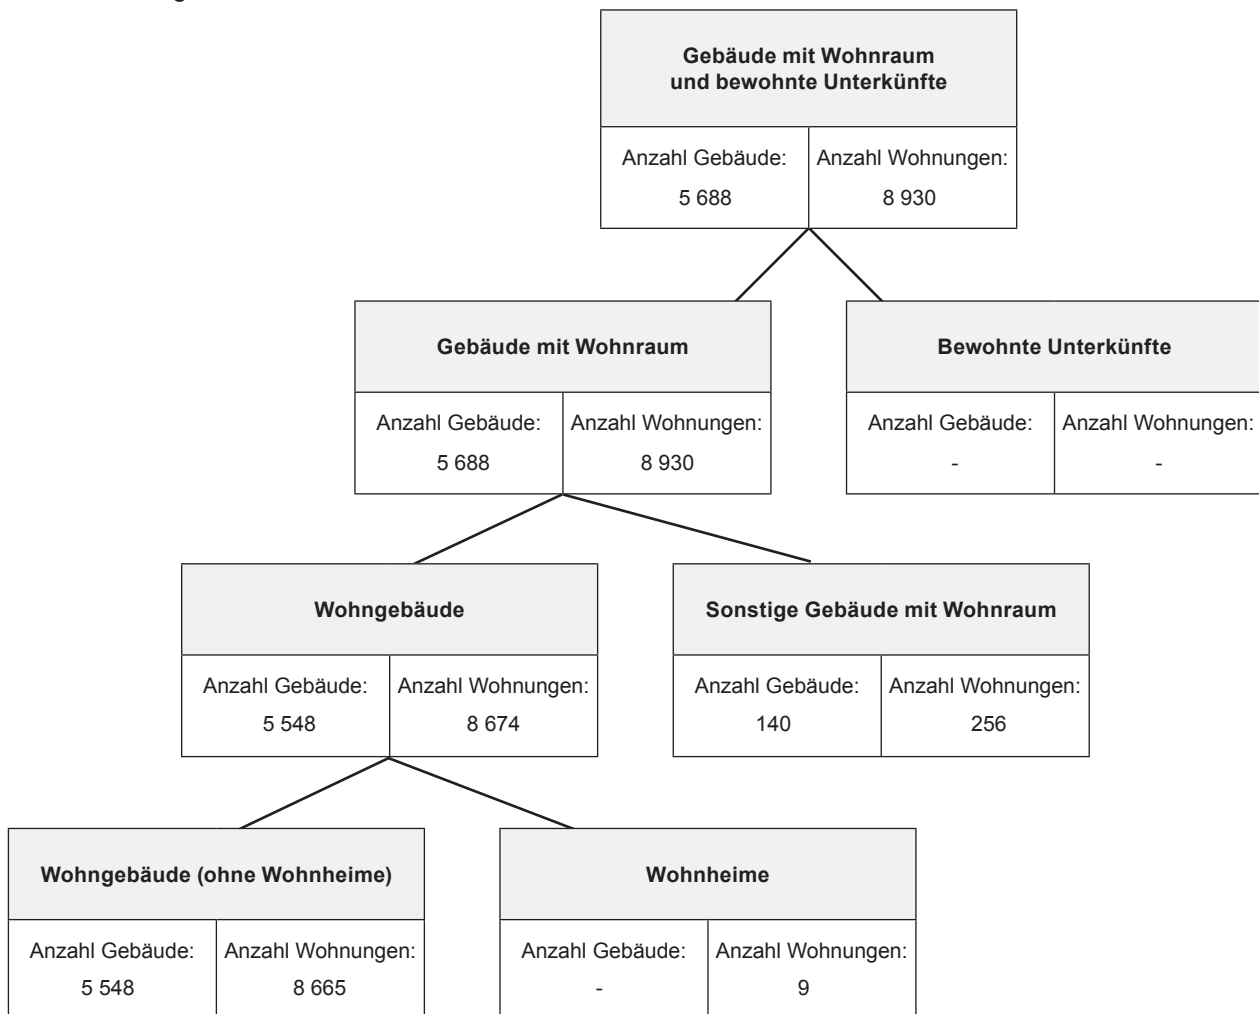 Gebäude mit Wohnraum
und bewohnte Unterkünfte
Anzahl Gebäude: Anzahl Wohnungen:
5 688 8 930
Gebäude mit Wohnraum Bewohnte Unterkünfte
Anzahl Gebäude: Anzahl Wohnungen: Anzahl Gebäude: Anzahl Wohnungen:
5 688 8 930 - -
Wohngebäude Sonstige Gebäude mit Wohnraum
Anzahl Gebäude: Anzahl Wohnungen: Anzahl Gebäude: Anzahl Wohnungen:
5 548 8 674 140 256
Wohngebäude (ohne Wohnheime) Wohnheime
Anzahl Gebäude: Anzahl Wohnungen: Anzahl Gebäude: Anzahl Wohnungen:
5 548 8 665 - 9